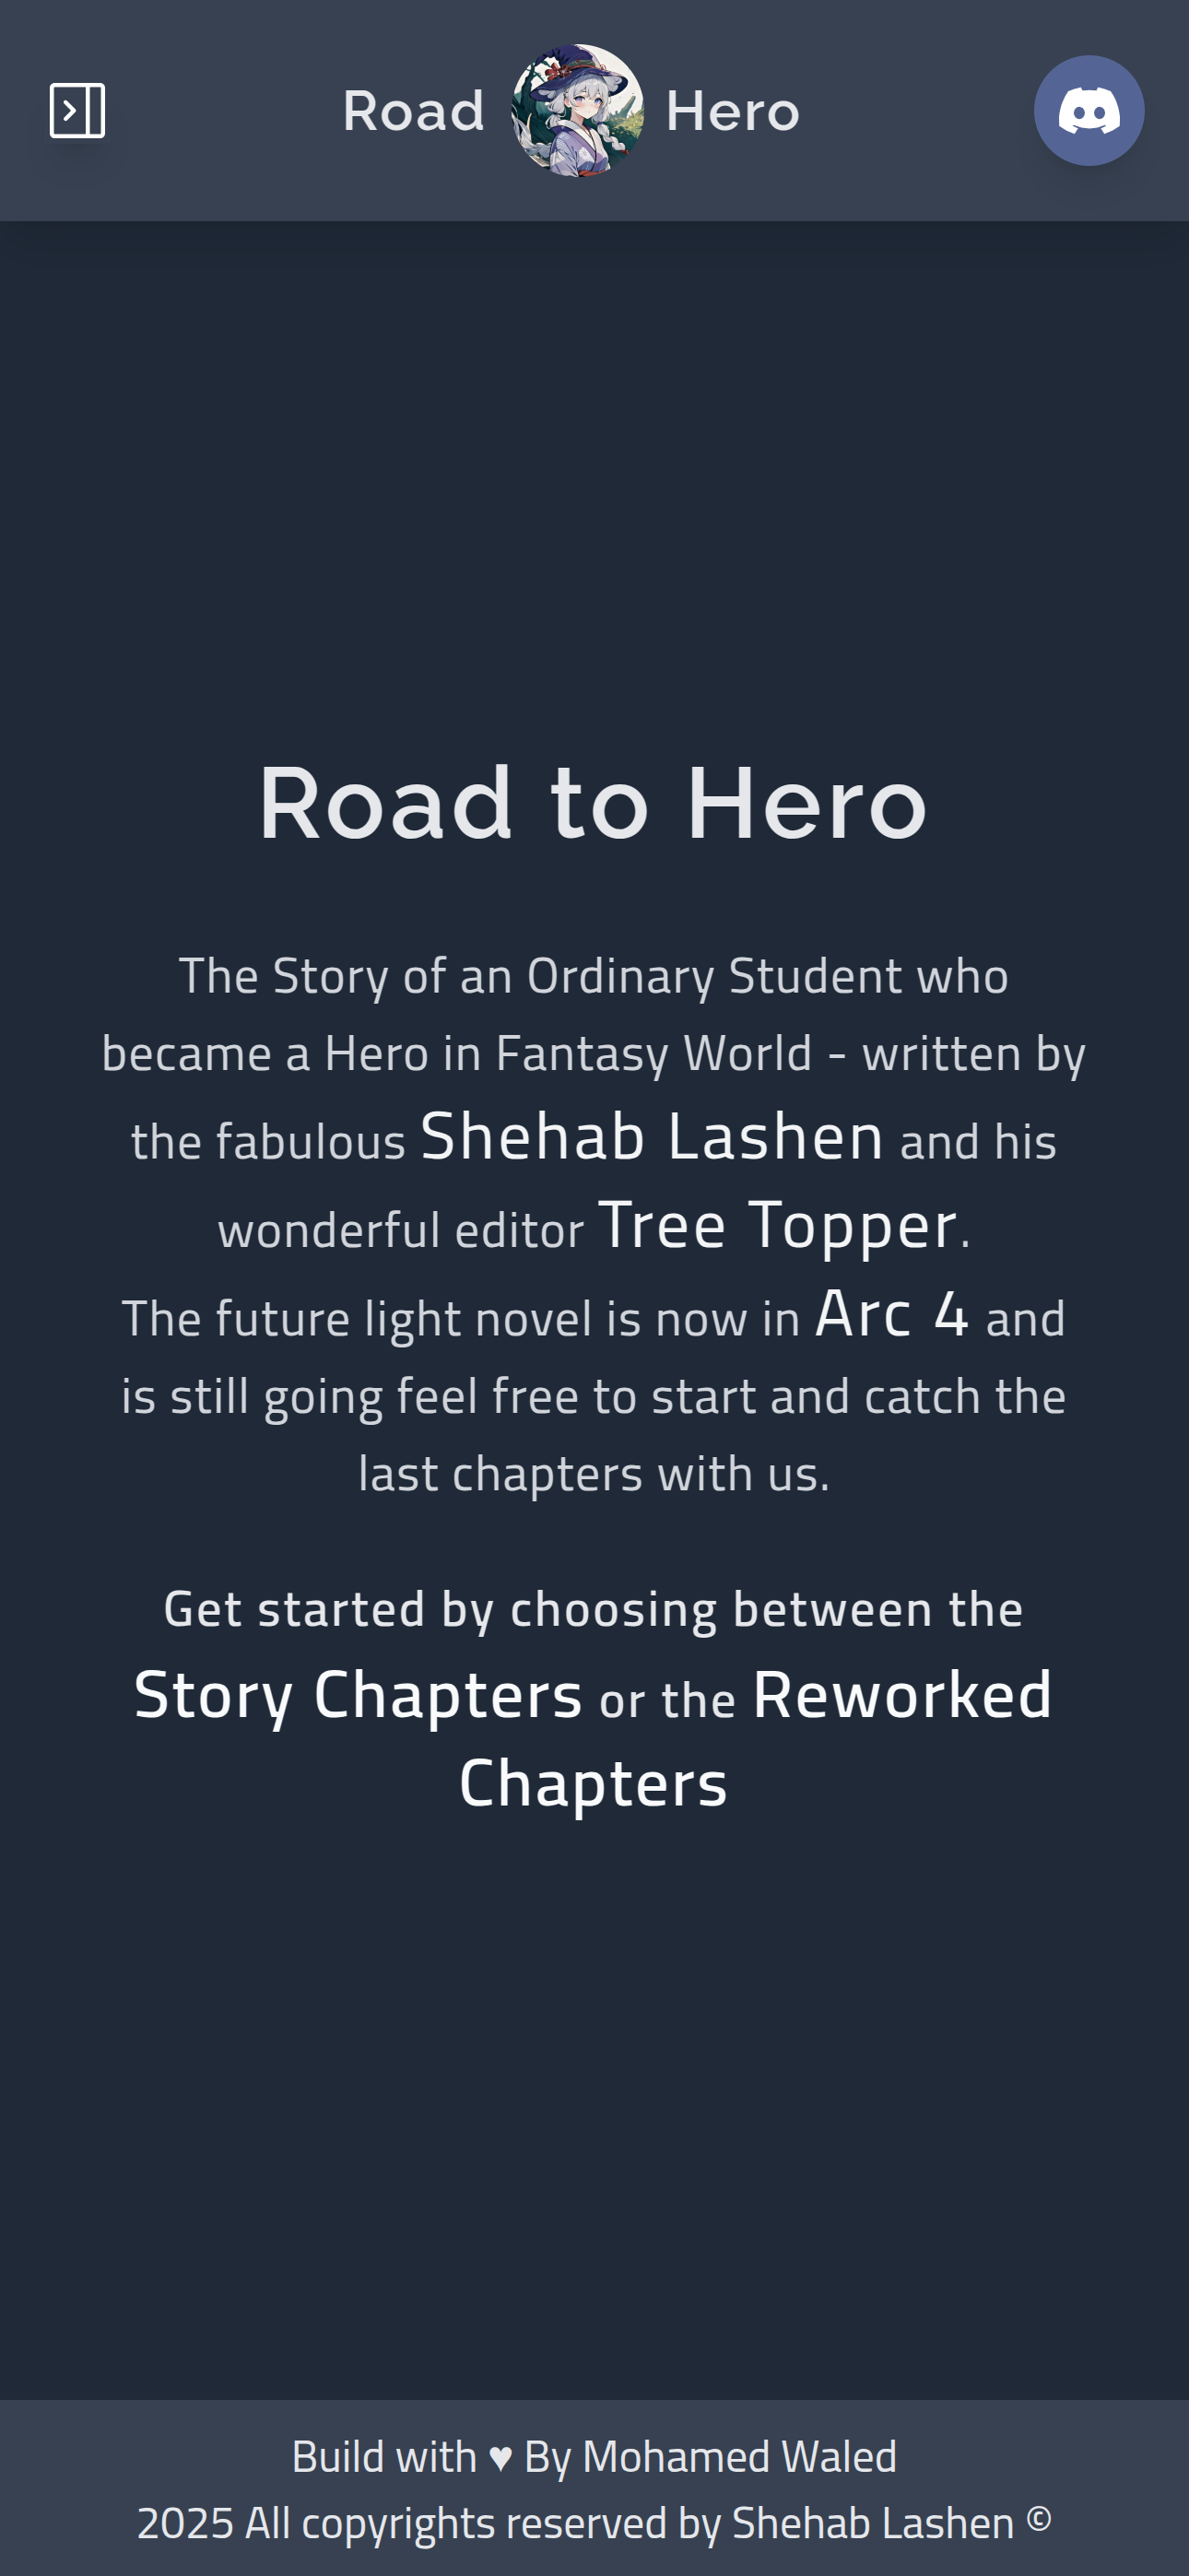 Road Hero
Road to Hero
The Story of an Ordinary Student who
became a Hero in Fantasy World - written by
the fabulous Shehab Lashen and his
wonderful editor Tree Topper.
The future light novel is now in Arc 4 and
is still going feel free to start and catch the
last chapters with us.
Get started by choosing between the
Story Chapters or the Reworked
Chapters
Build with ♥ By Mohamed Waled
2025 All copyrights reserved by Shehab Lashen ©